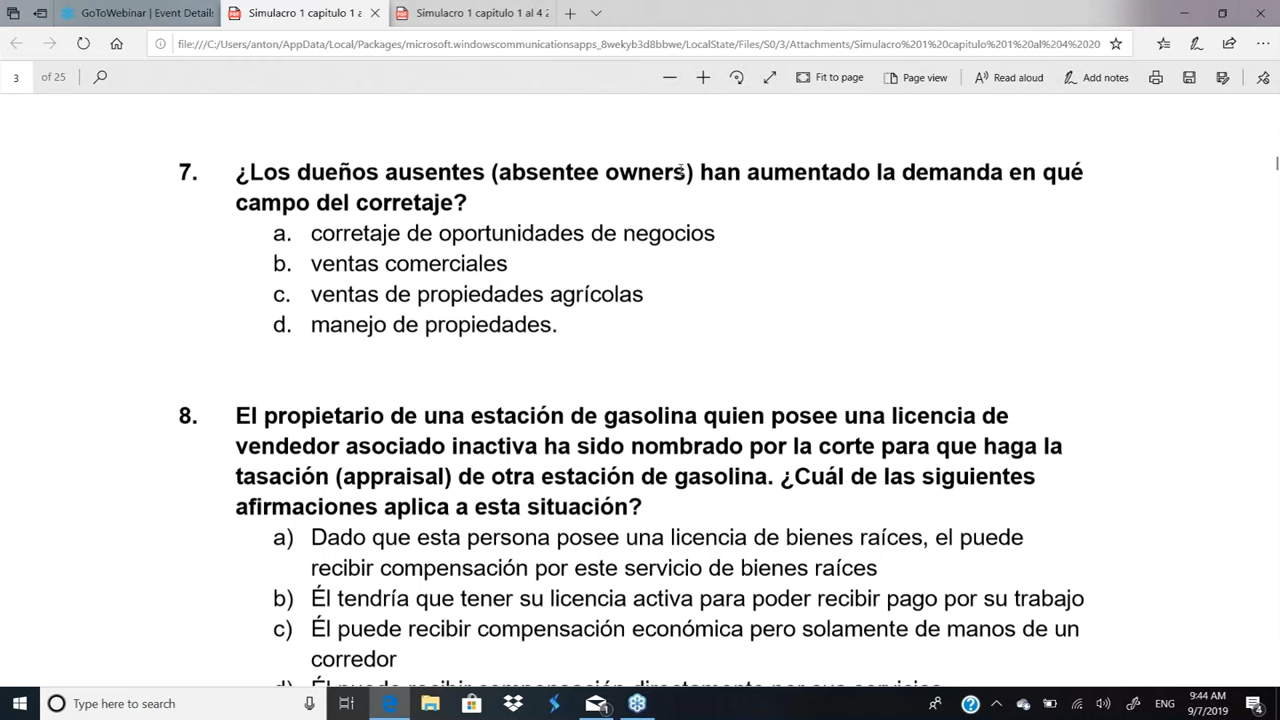 GoToWebinar | Event Detail
Simulacro 1 capitulo 1 a
Simulacro 1 capitulo 1 al 4 2
file:///C:/Users/anton/AppData/Local/Packages/microsoft.windowscommunicationsapps_8wekyb3d8bbwe/LocalState/Files/S0/3/Attachments/Simulacro%201%20capitulo%201%20al%204%2020
3 of 25
Fit to page
Page view
Read aloud
Add notes
7. ¿Los dueños ausentes (absentee owners) han aumentado la demanda en qué
campo del corretaje?
a. corretaje de oportunidades de negocios
b. ventas comerciales
c. ventas de propiedades agrícolas
d. manejo de propiedades.
8. El propietario de una estación de gasolina quien posee una licencia de
vendedor asociado inactiva ha sido nombrado por la corte para que haga la
tasación (appraisal) de otra estación de gasolina. ¿Cuál de las siguientes
afirmaciones aplica a esta situación?
a) Dado que esta persona posee una licencia de bienes raíces, el puede
recibir compensación por este servicio de bienes raíces
b) Él tendría que tener su licencia activa para poder recibir pago por su trabajo
c) Él puede recibir compensación económica pero solamente de manos de un
corredor
d) Él puede recibir compensación directamente por sus servicios
Type here to search
ENG
9:44 AM
9/7/2019